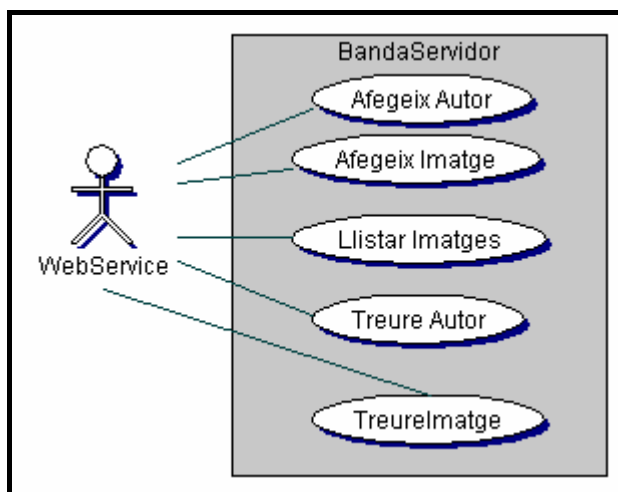 BandaServidor
Afegeix Autor
Afegeix Imatge
Llistar Imatges
WebService
Treure Autor
TreureImatge